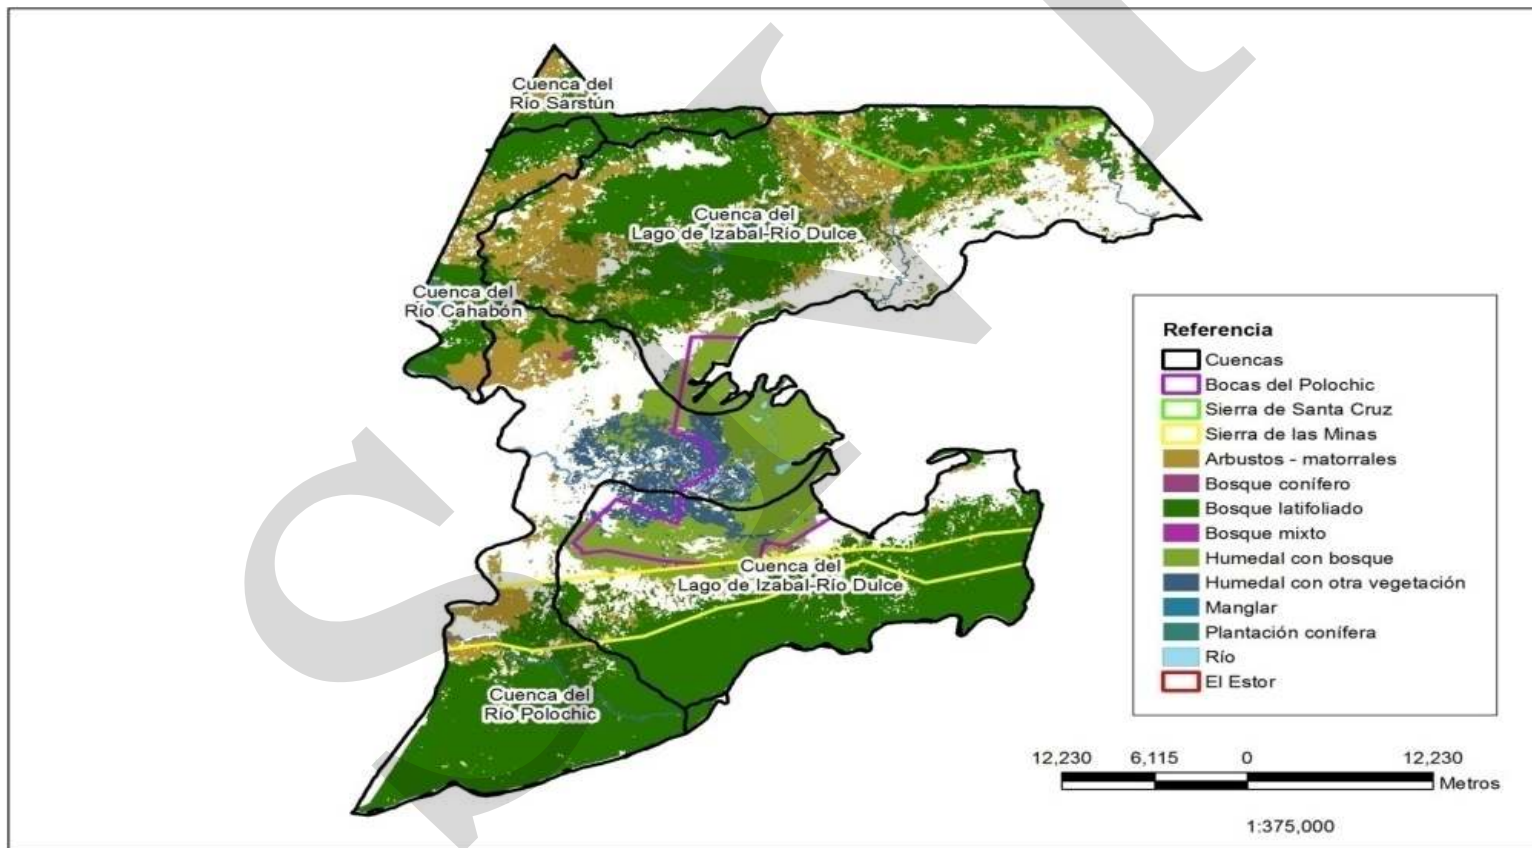 Cuenca del
Río Sarstún
Cuenca del
Lago de Izabal-Río Dulce
Cuenca del
Río Cahabón
Cuenca del
Lago de Izabal-Río Dulce
Cuenca del
Río Polochic
Referencia
Cuencas
Bocas del Polochic
Sierra de Santa Cruz
Sierra de las Minas
Arbustos - matorrales
Bosque conífero
Bosque latifoliado
Bosque mixto
Humedal con bosque
Humedal con otra vegetación
Manglar
Plantación conífera
Río
El Estor
12,230 6,115 0 12,230
Metros
1:375,000